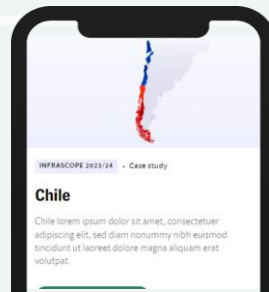 INFRASCOPE 2023/24 - Case study
Chile
Chile lorem ipsum dolor sit amet, consectetuer
adipiscing elit, sed diam nonummy nibh euismod
tincidunt ut laoreet dolore magna aliquam erat
volutpat.